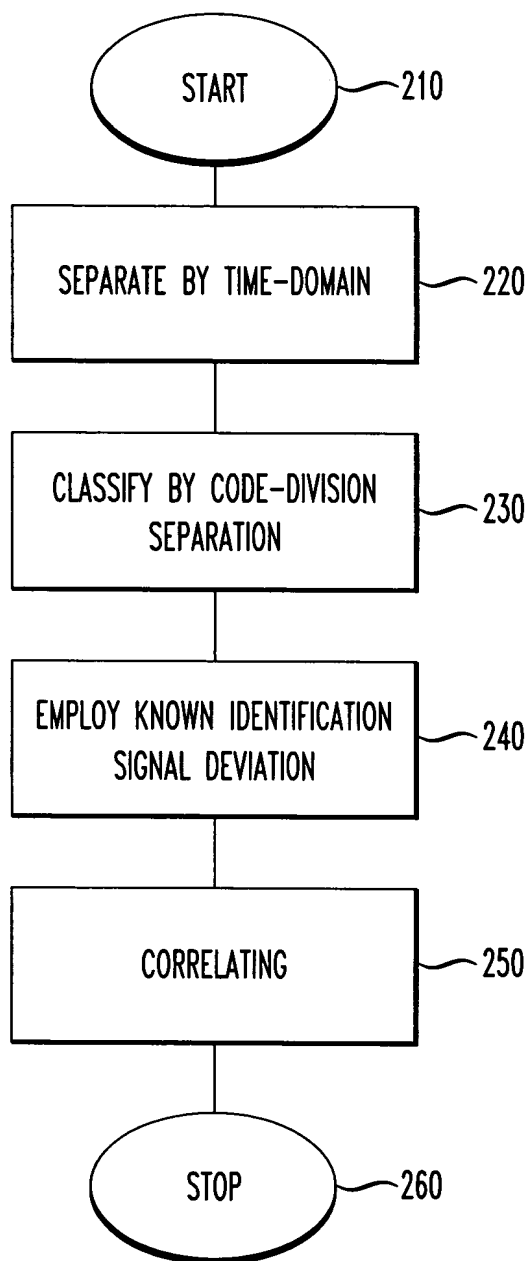 START
210
SEPARATE BY TIME-DOMAIN
220
CLASSIFY BY CODE-DIVISION
SEPARATION
230
EMPLOY KNOWN IDENTIFICATION
SIGNAL DEVIATION
240
CORRELATING
250
STOP
260